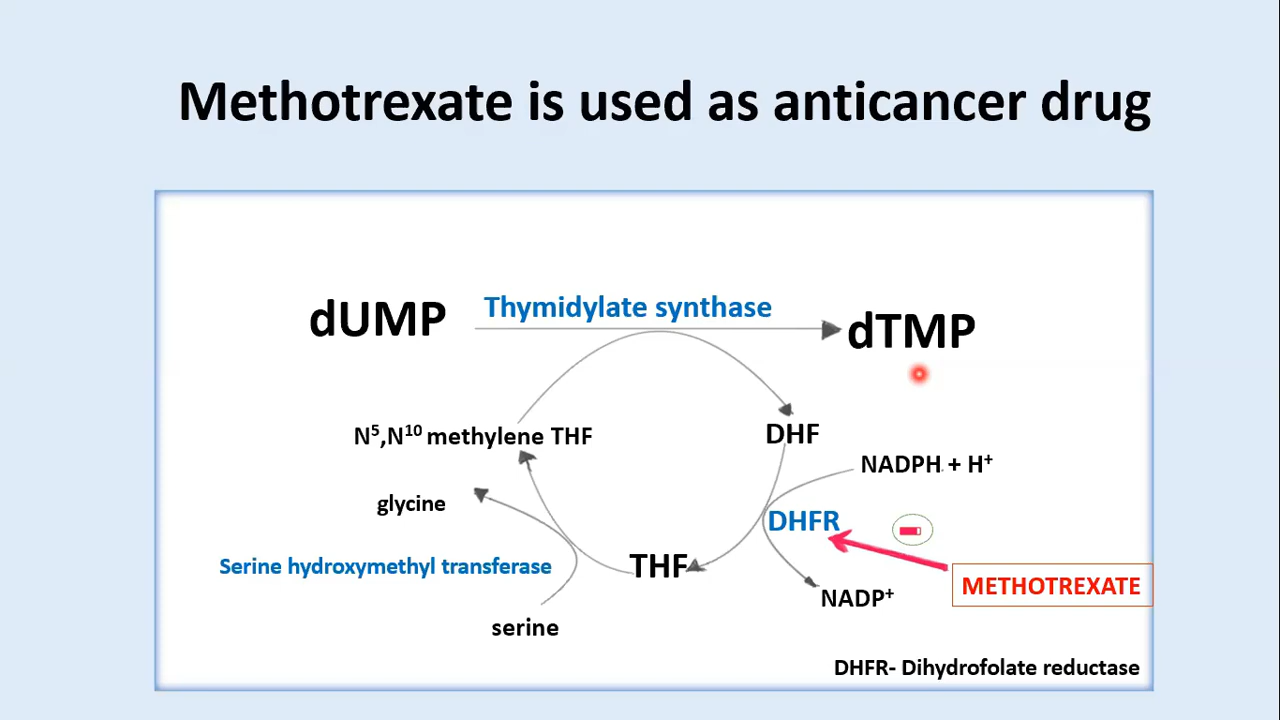 Methotrexate is used as anticancer drug
dUMP
Thymidylate synthase
dTMP
N⁵,N¹⁰ methylene THF
DHF
NADPH + H⁺
glycine
DHFR
Serine hydroxymethyl transferase
THF
METHOTREXATE
NADP⁺
serine
DHFR- Dihydrofolate reductase